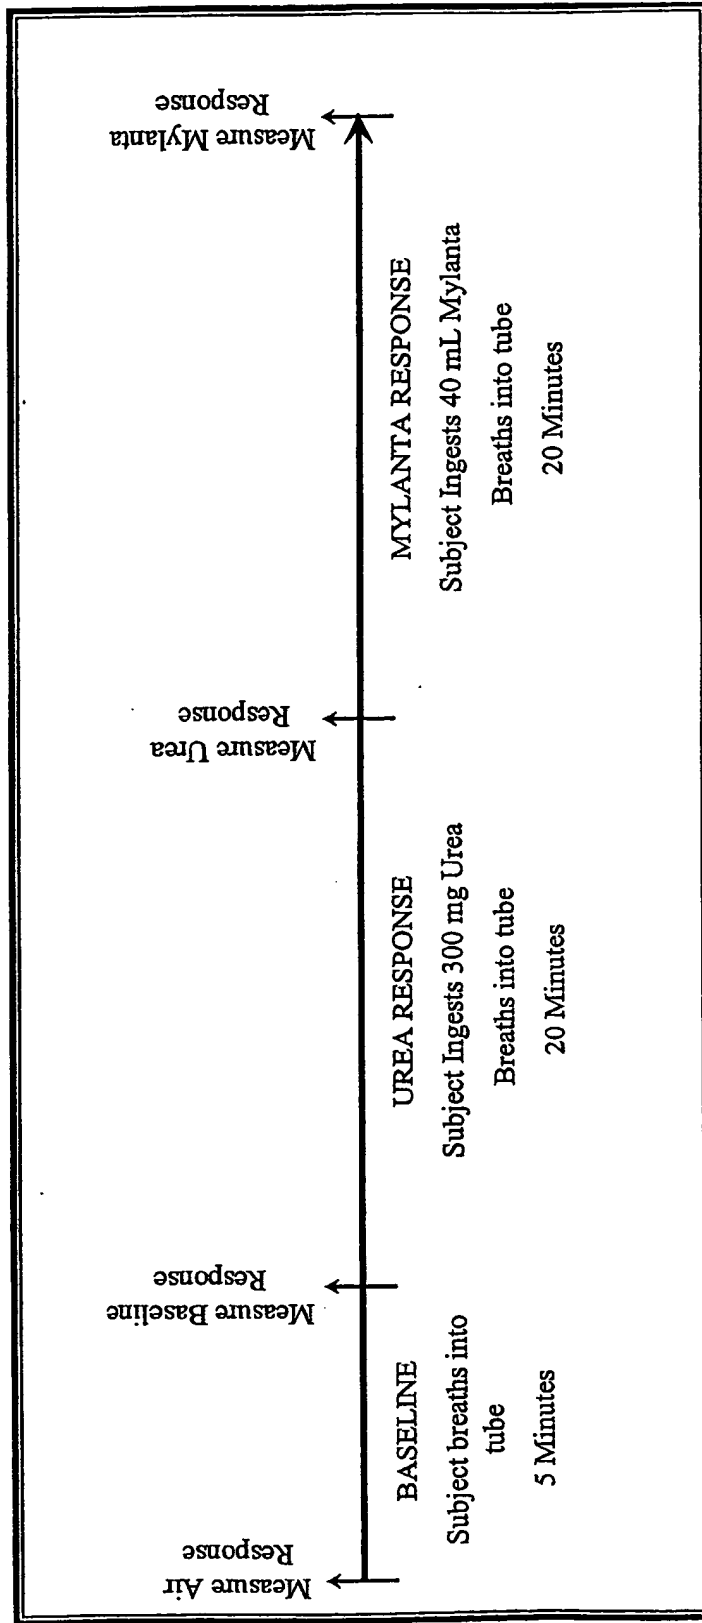 Measure Air
Response
Measure Baseline
Response
Measure Urea
Response
Measure Mylanta
Response
BASELINE
Subject breaths into
tube
5 Minutes
UREA RESPONSE
Subject Ingests 300 mg Urea
Breaths into tube
20 Minutes
MYLANTA RESPONSE
Subject Ingests 40 mL Mylanta
Breaths into tube
20 Minutes